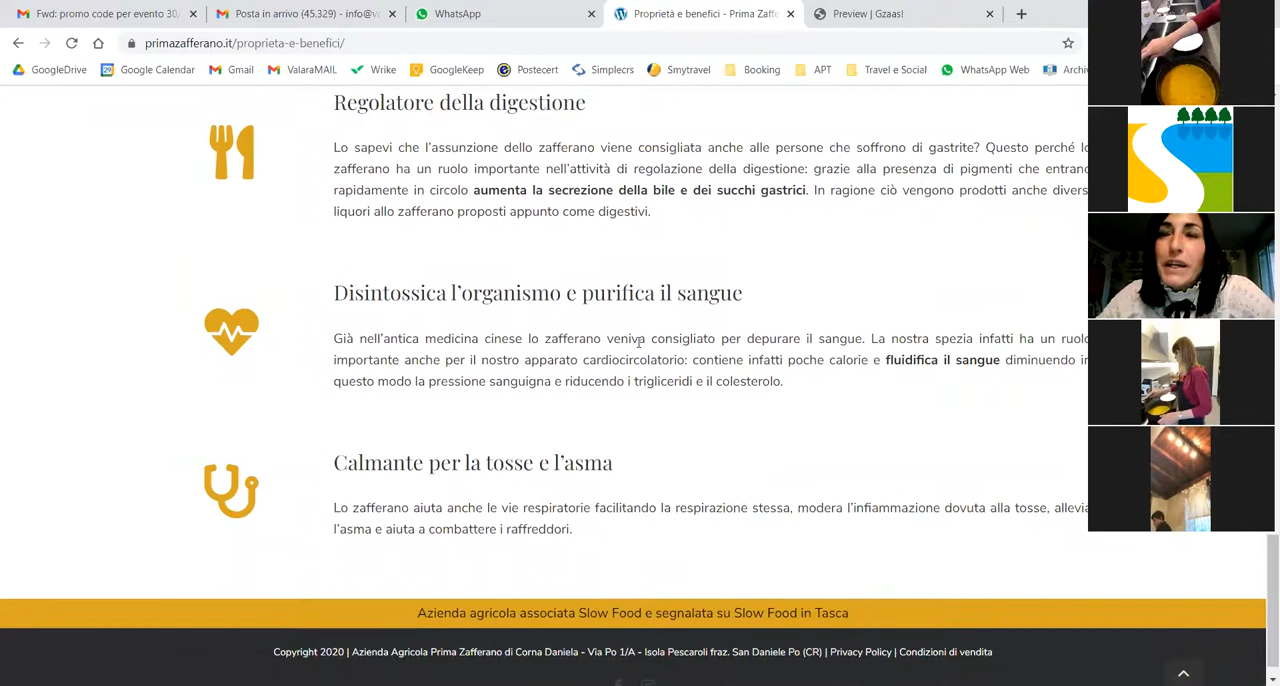 Fwd: promo code per evento 30.
Posta in arrivo (45.329) - info@va
WhatsApp
Proprietà e benefici - Prima Zaffe
Preview | Gzaas!
primazafferano.it/proprieta-e-benefici/
GoogleDrive
Google Calendar
Gmail
ValaraMAIL
Wrike
GoogleKeep
Postecert
Simplecrs
Smytravel
Booking
APT
Travel e Social
WhatsApp Web
Archi
Regolatore della digestione
Lo sapevi che l’assunzione dello zafferano viene consigliata anche alle persone che soffrono di gastrite? Questo perché lo
zafferano ha un ruolo importante nell’attività di regolazione della digestione: grazie alla presenza di pigmenti che entrano
rapidamente in circolo aumenta la secrezione della bile e dei succhi gastrici. In ragione ciò vengono prodotti anche divers
liquori allo zafferano proposti appunto come digestivi.
Disintossica l’organismo e purifica il sangue
Già nell’antica medicina cinese lo zafferano veniva consigliato per depurare il sangue. La nostra spezia infatti ha un ruolo
importante anche per il nostro apparato cardiocircolatorio: contiene infatti poche calorie e fluidifica il sangue diminuendo in
questo modo la pressione sanguigna e riducendo i trigliceridi e il colesterolo.
Calmante per la tosse e l’asma
Lo zafferano aiuta anche le vie respiratorie facilitando la respirazione stessa, modera l’infiammazione dovuta alla tosse, allevia
l’asma e aiuta a combattere i raffreddori.
Azienda agricola associata Slow Food e segnalata su Slow Food in Tasca
Copyright 2020 | Azienda Agricola Prima Zafferano di Corna Daniela - Via Po 1/A - Isola Pescaroli fraz. San Daniele Po (CR) | Privacy Policy | Condizioni di vendita